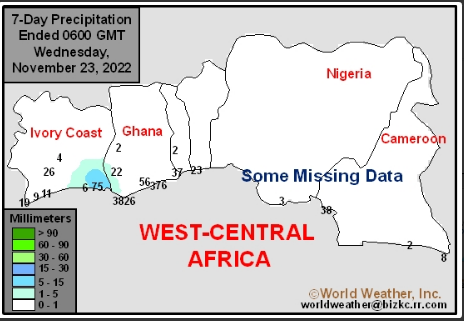 7-Day Precipitation
Ended 0600 GMT
Wednesday,
November 23, 2022
Nigeria
Ivory Coast
Ghana
Cameroon
2
2
4
26
22
37
23
56
376
6
75
19
9
11
3826
Some Missing Data
3
38
2
8
Millimeters
> 90
60 - 90
30 - 60
15 - 30
5 - 15
1 - 5
0 - 1
WEST-CENTRAL
AFRICA
©World Weather, Inc.
worldweather@bizkc.rr.com